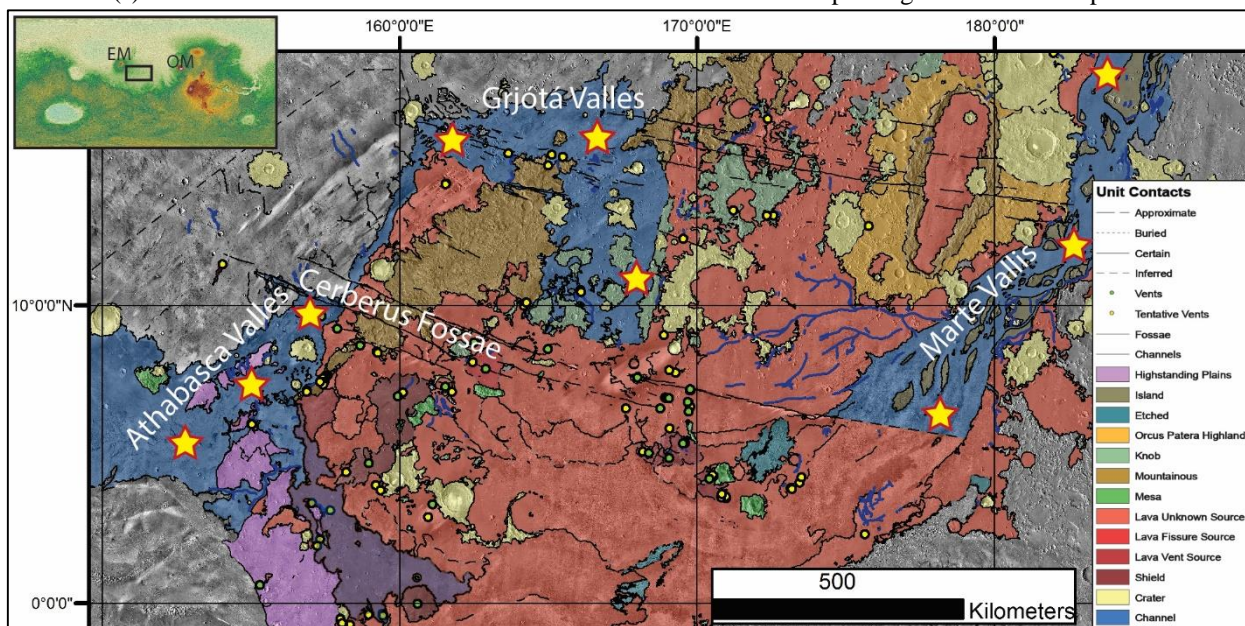 160°0'0"E 170°0'0"E 180°0'0"
EM OM
Grjótá Valles
Cerberus Fossae
Athabasca Valles
Marte Vallis
10°0'0"N
0°0'0"
Unit Contacts
Approximate
Buried
Certain
Inferred
Vents
Tentative Vents
Fossae
Channels
Highstanding Plains
Island
Etched
Orcus Patera Highland
Knob
Mountainous
Mesa
Lava Unknown Source
Lava Fissure Source
Lava Vent Source
Shield
Crater
Channel
500
Kilometers